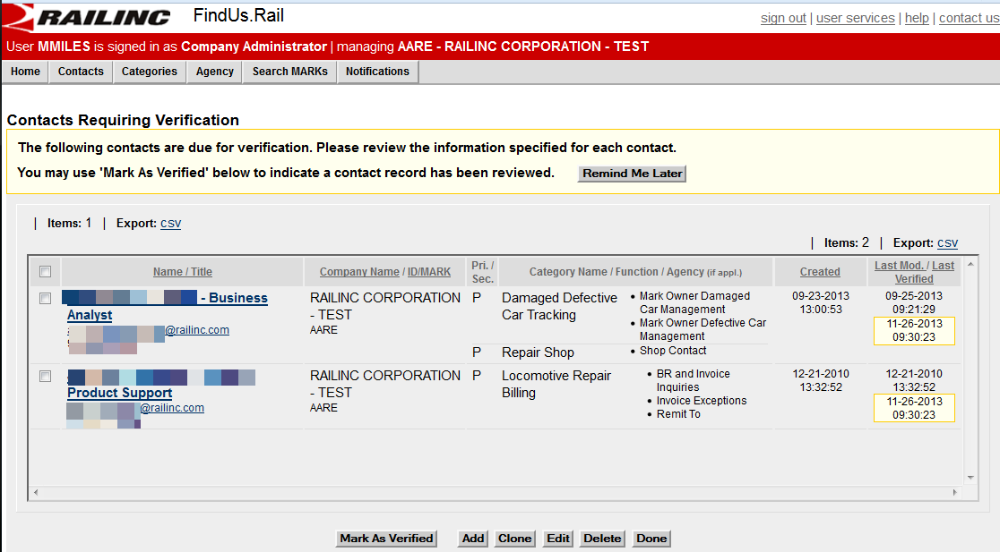 RAILINC FindUs.Rail
sign out | user services | help | contact us
User MMILES is signed in as Company Administrator | managing AARE - RAILINC CORPORATION - TEST
Home Contacts Categories Agency Search MARKs Notifications
Contacts Requiring Verification
The following contacts are due for verification. Please review the information specified for each contact.
You may use 'Mark As Verified' below to indicate a contact record has been reviewed. Remind Me Later
| Items: 1 | Export: csv
| Items: 2 | Export: csv
Name / Title
Company Name / ID/MARK
Pri. /
Sec.
Category Name / Function / Agency (if appl.)
Created
Last Mod. / Last
Verified
- Business
Analyst
@railinc.com
RAILINC CORPORATION
- TEST
AARE
P
Damaged Defective
Car Tracking
• Mark Owner Damaged
Car Management
• Mark Owner Defective Car
Management
P
Repair Shop
• Shop Contact
09-23-2013
13:00:53
09-25-2013
09:21:29
11-26-2013
09:30:23
Product Support
@railinc.com
RAILINC CORPORATION
- TEST
AARE
P
Locomotive Repair
Billing
• BR and Invoice
Inquiries
• Invoice Exceptions
• Remit To
12-21-2010
13:32:52
12-21-2010
13:32:52
11-26-2013
09:30:23
Mark As Verified Add Clone Edit Delete Done